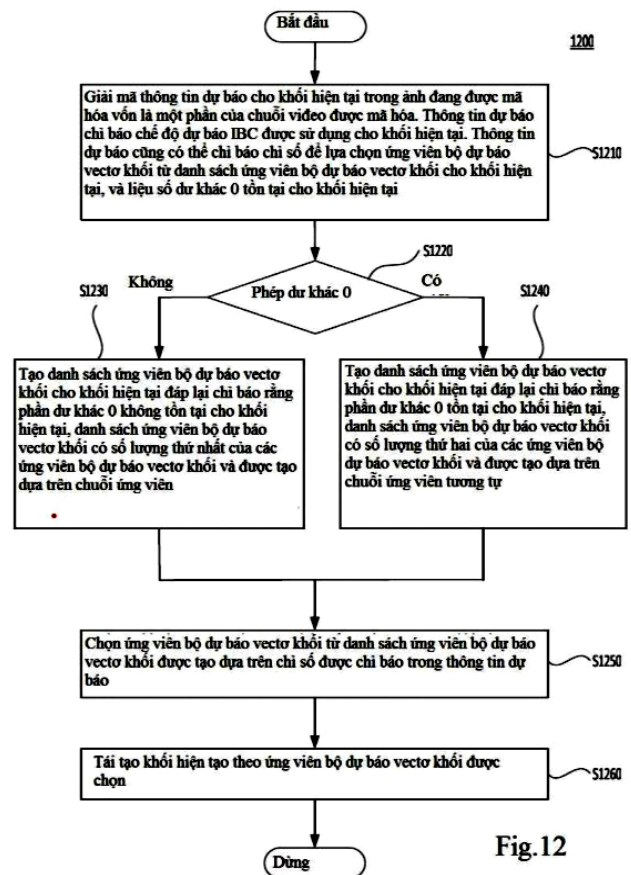 Bắt đầu
1200
Giải mã thông tin dự báo cho khối hiện tại trong ảnh đang được mã
hóa vốn là một phần của chuỗi video được mã hóa. Thông tin dự báo
chỉ báo chế độ dự báo IBC được sử dụng cho khối hiện tại. Thông tin
dự báo cũng có thể chỉ báo chỉ số để lựa chọn ứng viên bộ dự báo
vectơ khối từ danh sách ứng viên bộ dự báo vectơ khối cho khối hiện
tại, và liệu số dư khác 0 tồn tại cho khối hiện tại
S1210
S1220
Không
Phép dư khác 0
Có
S1230
S1240
Tạo danh sách ứng viên bộ dự báo vectơ
khối cho khối hiện tại đáp lại chỉ báo rằng
phần dư khác 0 không tồn tại cho khối
hiện tại, danh sách ứng viên bộ dự báo
vectơ khối có số lượng thứ nhất của các
ứng viên bộ dự báo vectơ khối và được tạo
dựa trên chuỗi ứng viên
Tạo danh sách ứng viên bộ dự báo vectơ
khối cho khối hiện tại đáp lại chỉ báo rằng
phần dư khác 0 tồn tại cho khối hiện tại,
danh sách ứng viên bộ dự báo vectơ khối
có số lượng thứ hai của các ứng viên bộ
dự báo vectơ khối và được tạo dựa trên
chuỗi ứng viên tương tự
Chọn ứng viên bộ dự báo vectơ khối từ danh sách ứng viên bộ dự báo
vectơ khối được tạo dựa trên chỉ số được chỉ báo trong thông tin dự
báo
S1250
Tái tạo khối hiện tạo theo ứng viên bộ dự báo vectơ khối được
chọn
S1260
Dừng
Fig.12